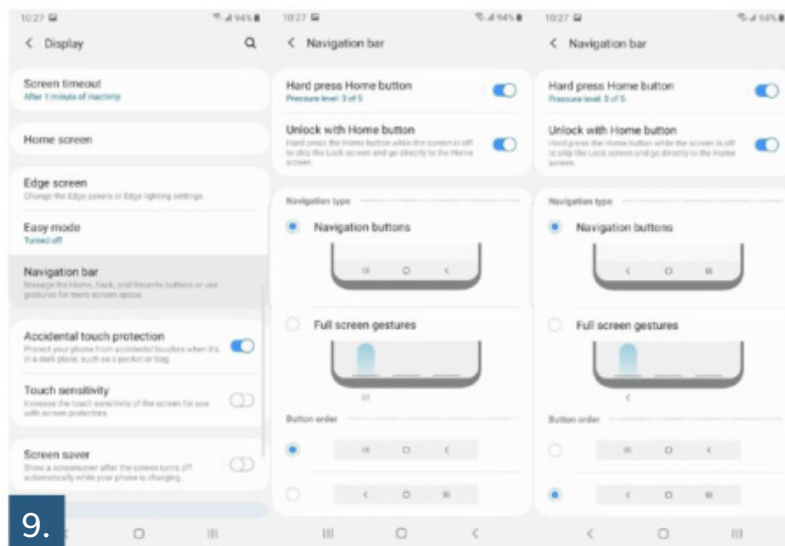 10:27
94%
Display
Screen timeout
After 1 minute of inactivity
Home screen
Edge screen
Change the Edge panels or Edge lighting settings.
Easy mode
Turned off
Navigation bar
Manage the Home, Back, and Recents buttons or use
gestures for more screen space.
Accidental touch protection
Protect your phone from accidental touches when it's
in a dark place, such as a pocket or bag.
Touch sensitivity
Increase the touch sensitivity of the screen for use
with screen protectors.
Screen saver
Show a screensaver after the screen turns off
automatically while your phone is charging.
9.
10:27
94%
Navigation bar
Hard press Home button
Pressure level: 3 of 5
Unlock with Home button
Hard press the Home button while the screen is off
to skip the Lock screen and go directly to the Home
screen.
Navigation type
Navigation buttons
Full screen gestures
Button order
10:27
94%
Navigation bar
Hard press Home button
Pressure level: 3 of 5
Unlock with Home button
Hard press the Home button while the screen is off
to skip the Lock screen and go directly to the Home
screen.
Navigation type
Navigation buttons
Full screen gestures
Button order